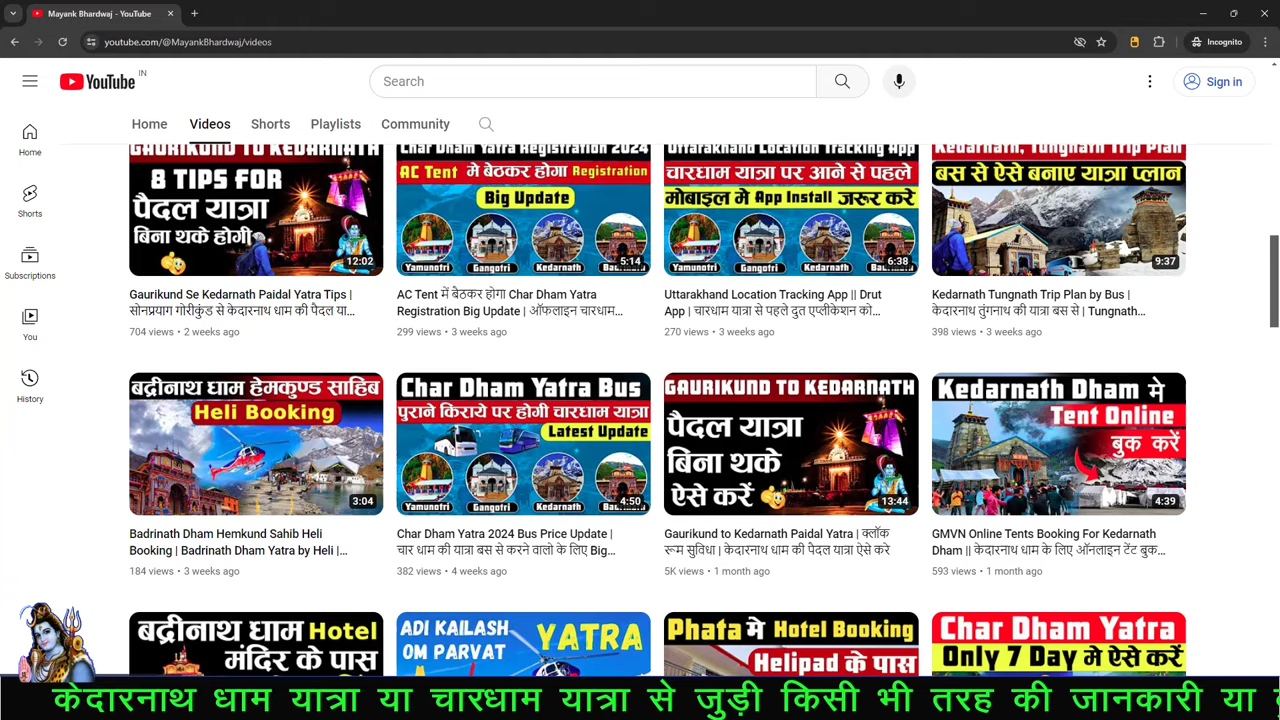 Mayank Bhardwaj - YouTube
youtube.com/@MayankBhardwaj/videos
Incognito
YouTube IN
Search
Sign in
Home Videos Shorts Playlists Community
Home
Shorts
Subscriptions
You
History
GAURIKUND TO KEDARNATH
8 TIPS FOR
पैदल यात्रा
बिना थके होगी
12:02
Gaurikund Se Kedarnath Paidal Yatra Tips |
सोनप्रयाग गोरीकुंड से केदारनाथ धाम की पैदल या...
704 views • 2 weeks ago
Char Dham Yatra Registration 2024
AC Tent मे बेठकर होगा Registration
Big Update
Yamunotri Gangotri Kedarnath
5:14
AC Tent में बैठकर होगा Char Dham Yatra
Registration Big Update | ऑफलाइन चारधाम...
299 views • 3 weeks ago
Uttarakhand Location Tracking App
चारधाम यात्रा पर आने से पहले
मोबाइल मे App Install जरूर करें
Yamunotri Gangotri Kedarnath
6:38
Uttarakhand Location Tracking App || Drut
App | चारधाम यात्रा से पहले दुत एप्लीकेशन को...
270 views • 3 weeks ago
Kedarnath, Tungnath Trip Plan
बस से ऐसे बनाए यात्रा प्लान
9:37
Kedarnath Tungnath Trip Plan by Bus |
केदारनाथ तुंगनाथ की यात्रा बस से | Tungnath...
398 views • 3 weeks ago
बद्रीनाथ धाम हेमकुण्ड साहिब
Heli Booking
3:04
Badrinath Dham Hemkund Sahib Heli
Booking | Badrinath Dham Yatra by Heli |...
184 views • 3 weeks ago
Char Dham Yatra Bus
पुराने किराये पर होगी चारधाम यात्रा
Latest Update
Yamunotri Gangotri Kedarnath
4:50
Char Dham Yatra 2024 Bus Price Update |
चार धाम की यात्रा बस से करने वालो के लिए Big...
382 views • 4 weeks ago
GAURIKUND TO KEDARNATH
पैदल यात्रा
बिना थके
ऐसे करें
13:44
Gaurikund to Kedarnath Paidal Yatra | क्लॉक
रूम सुविधा | केदारनाथ धाम की पैदल यात्रा ऐसे करे
5K views • 1 month ago
Kedarnath Dham मे
Tent Online
बुक करें
4:39
GMVN Online Tents Booking For Kedarnath
Dham || केदारनाथ धाम के लिए ऑनलाइन टेंट बुक...
593 views • 1 month ago
बद्रीनाथ धाम Hotel
मंदिर के पास
ADI KAILASH
OM PARVAT
YATRA
Phata मे Hotel Booking
Helipad के पास
Char Dham Yatra
Only 7 Day मे ऐसे करें
केदारनाथ धाम यात्रा या चारधाम यात्रा से जुड़ी किसी भी तरह की जानकारी या